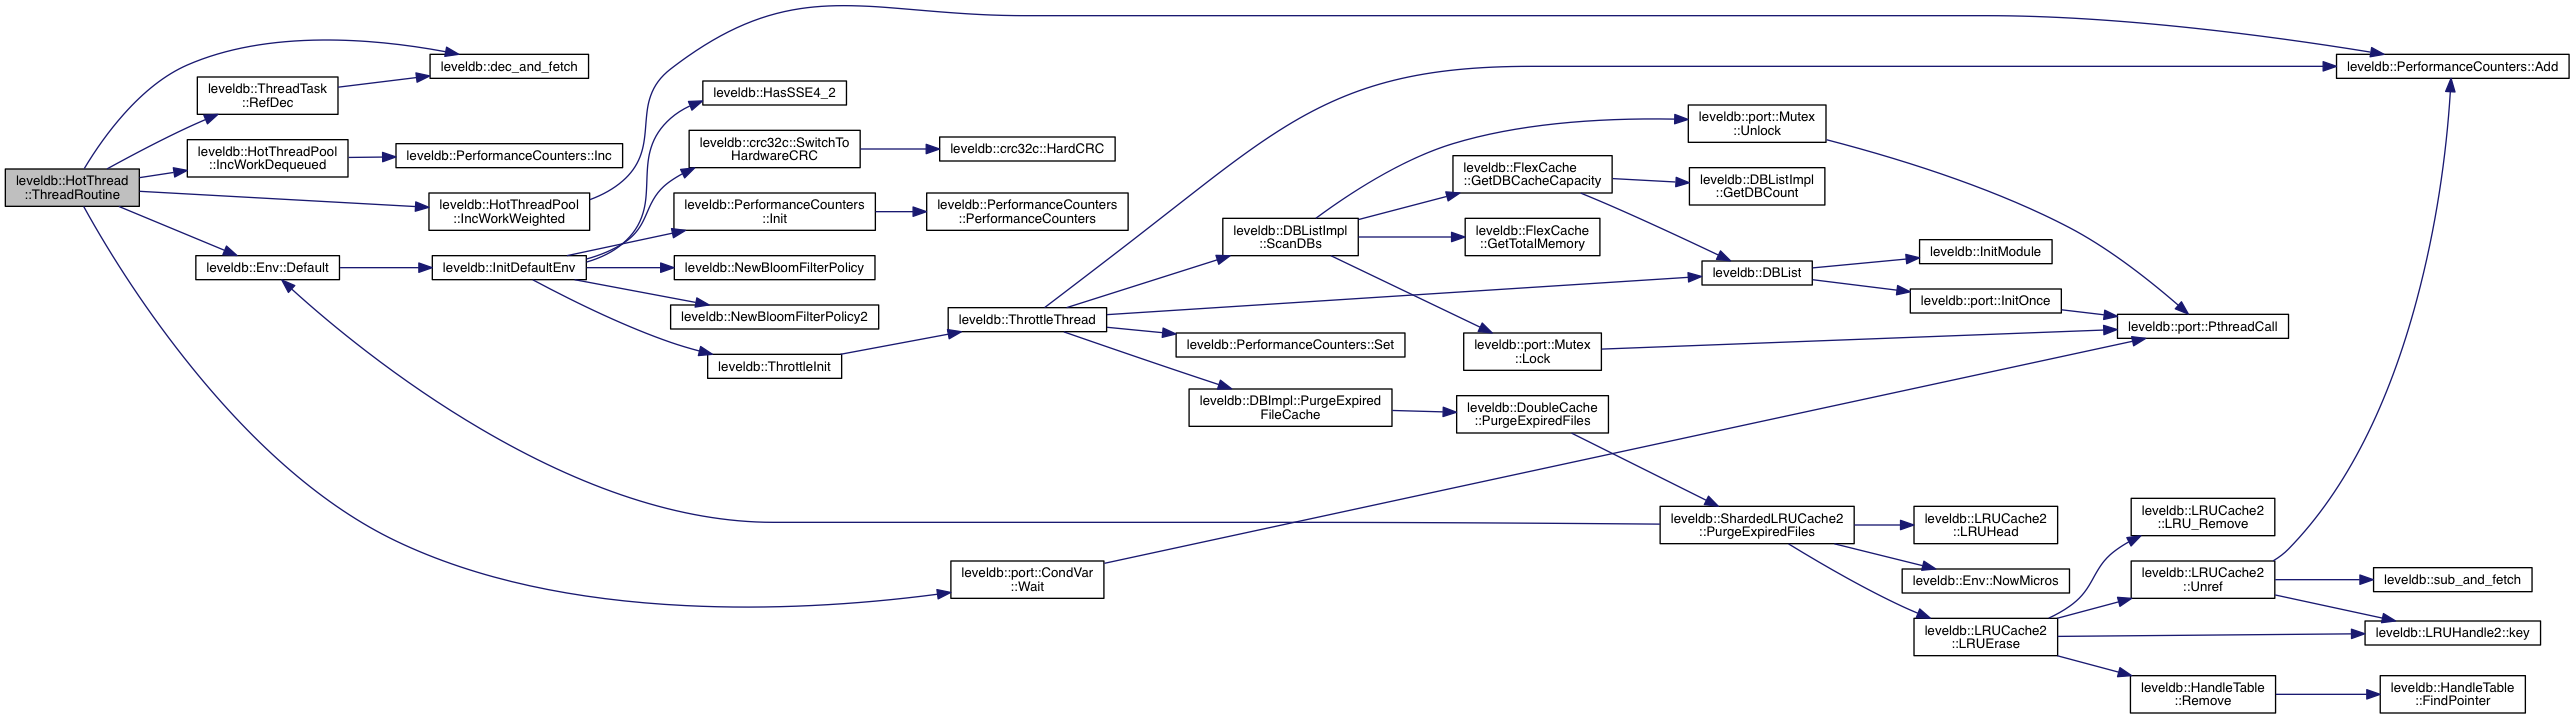 leveldb::HotThread
::ThreadRoutine
leveldb::dec_and_fetch
leveldb::ThreadTask
::RefDec
leveldb::HotThreadPool
::IncWorkDequeued
leveldb::PerformanceCounters::Inc
leveldb::HotThreadPool
::IncWorkWeighted
leveldb::Env::Default
leveldb::InitDefaultEnv
leveldb::HasSSE4_2
leveldb::crc32c::SwitchTo
HardwareCRC
leveldb::crc32c::HardCRC
leveldb::PerformanceCounters
::Init
leveldb::PerformanceCounters
::PerformanceCounters
leveldb::NewBloomFilterPolicy
leveldb::NewBloomFilterPolicy2
leveldb::ThrottleInit
leveldb::ThrottleThread
leveldb::port::CondVar
::Wait
leveldb::DBListImpl
::ScanDBs
leveldb::PerformanceCounters::Set
leveldb::DBImpl::PurgeExpired
FileCache
leveldb::FlexCache
::GetDBCacheCapacity
leveldb::FlexCache
::GetTotalMemory
leveldb::port::Mutex
::Lock
leveldb::DoubleCache
::PurgeExpiredFiles
leveldb::port::Mutex
::Unlock
leveldb::DBListImpl
::GetDBCount
leveldb::DBList
leveldb::InitModule
leveldb::port::InitOnce
leveldb::port::PthreadCall
leveldb::PerformanceCounters::Add
leveldb::ShardedLRUCache2
::PurgeExpiredFiles
leveldb::LRUCache2
::LRUHead
leveldb::Env::NowMicros
leveldb::LRUCache2
::LRUErase
leveldb::LRUCache2
::LRU_Remove
leveldb::LRUCache2
::Unref
leveldb::sub_and_fetch
leveldb::LRUHandle2::key
leveldb::HandleTable
::Remove
leveldb::HandleTable
::FindPointer